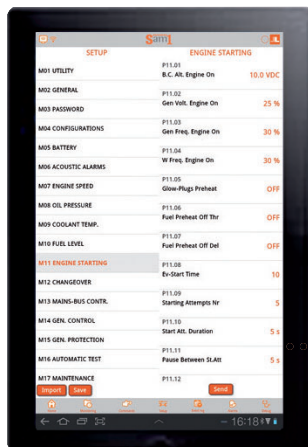 Sam1
SETUP
ENGINE STARTING
M01 UTILITY
M02 GENERAL
M03 PASSWORD
M04 CONFIGURATIONS
M05 BATTERY
M06 ACOUSTIC ALARMS
M07 ENGINE SPEED
M08 OIL PRESSURE
M09 COOLANT TEMP.
M10 FUEL LEVEL
M11 ENGINE STARTING
M12 CHANGEOVER
M13 MAINS-BUS CONTR.
M14 GEN. CONTROL
M15 GEN. PROTECTION
M16 AUTOMATIC TEST
M17 MAINTENANCE
Import Save
P11.01
B.C. Alt. Engine On 10.0 VDC
P11.02
Gen Volt. Engine On 25 %
P11.03
Gen Freq. Engine On 30 %
P11.04
W Freq. Engine On 30 %
P11.05
Glow-Plugs Preheat OFF
P11.06
Fuel Preheat Off Thr OFF
P11.07
Fuel Preheat Off Del OFF
P11.08
Ev-Start Time 10
P11.09
Starting Attempts Nr 5
P11.10
Start Att. Duration 5 s
P11.11
Pause Between St.Att 5 s
P11.12
Send
16:18